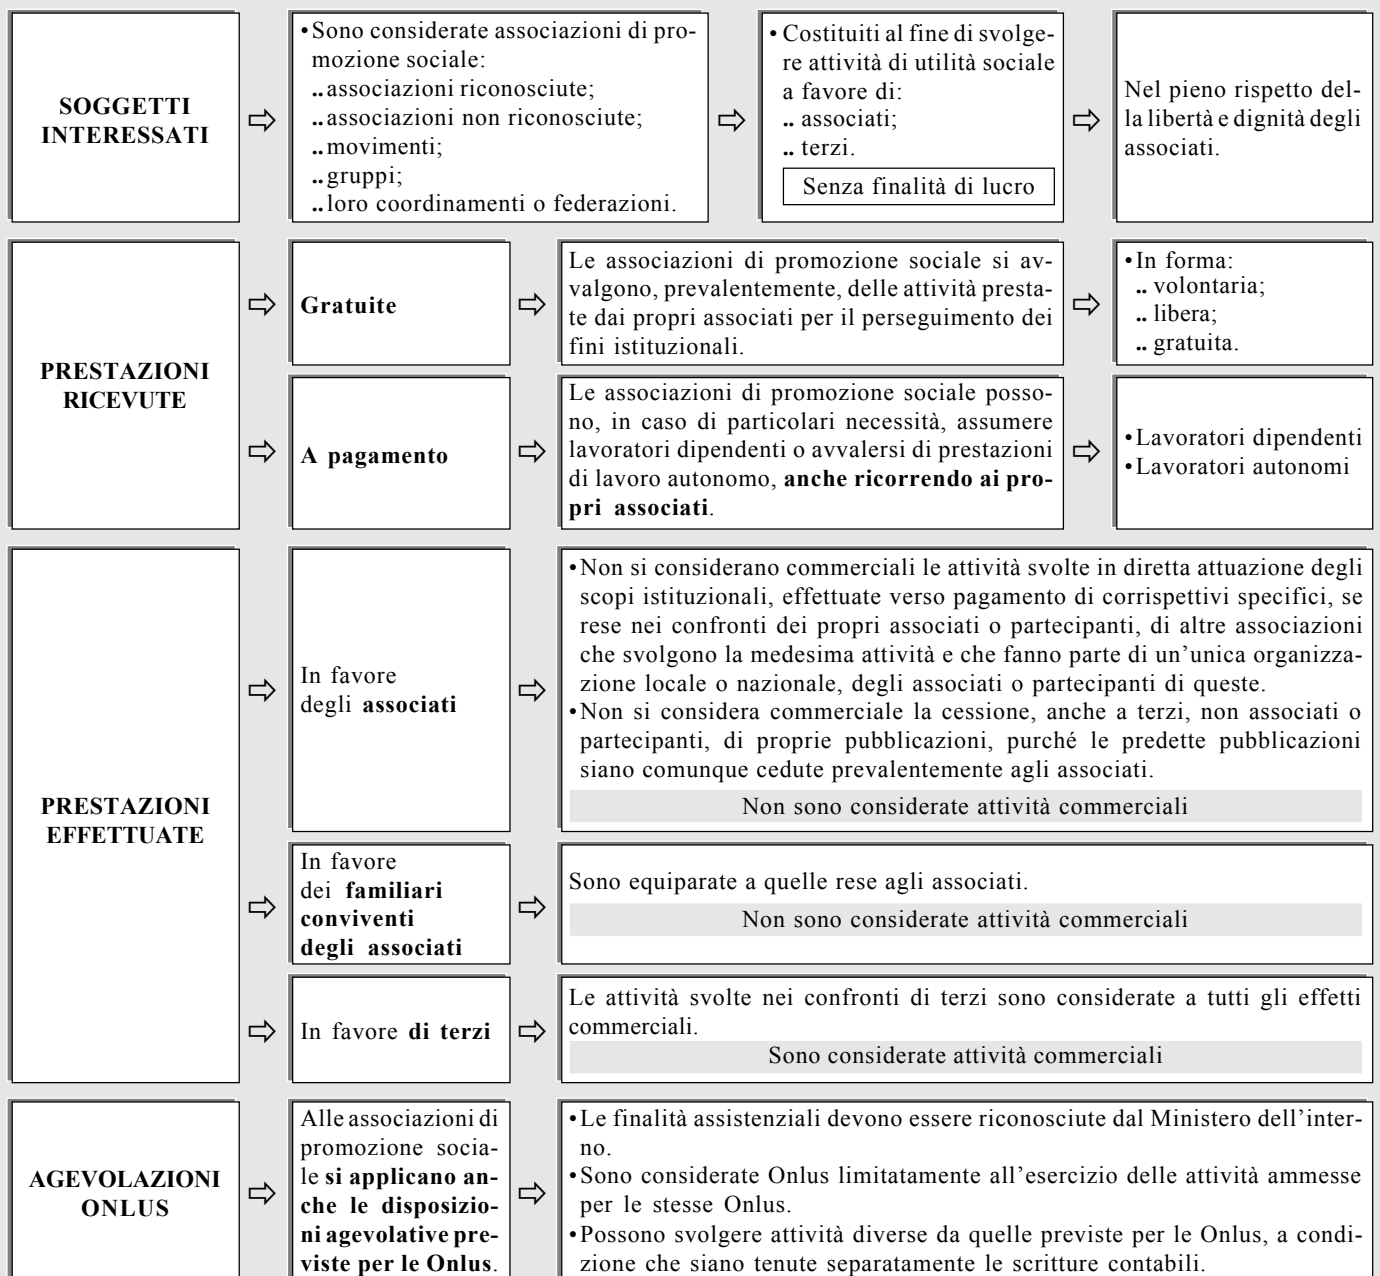 SOGGETTI
INTERESSATI
•Sono considerate associazioni di pro-
mozione sociale:
..associazioni riconosciute;
..associazioni non riconosciute;
..movimenti;
..gruppi;
..loro coordinamenti o federazioni.
• Costituiti al fine di svolge-
re attività di utilità sociale
a favore di:
.. associati;
.. terzi.
Senza finalità di lucro
Nel pieno rispetto del-
la libertà e dignità degli
associati.
PRESTAZIONI
RICEVUTE
Gratuite
Le associazioni di promozione sociale si av-
valgono, prevalentemente, delle attività presta-
te dai propri associati per il perseguimento dei
fini istituzionali.
•In forma:
.. volontaria;
.. libera;
.. gratuita.
A pagamento
Le associazioni di promozione sociale posso-
no, in caso di particolari necessità, assumere
lavoratori dipendenti o avvalersi di prestazioni
di lavoro autonomo, anche ricorrendo ai pro-
pri associati.
•Lavoratori dipendenti
•Lavoratori autonomi
PRESTAZIONI
EFFETTUATE
In favore
degli associati
•Non si considerano commerciali le attività svolte in diretta attuazione degli
scopi istituzionali, effettuate verso pagamento di corrispettivi specifici, se
rese nei confronti dei propri associati o partecipanti, di altre associazioni
che svolgono la medesima attività e che fanno parte di un'unica organizza-
zione locale o nazionale, degli associati o partecipanti di queste.
•Non si considera commerciale la cessione, anche a terzi, non associati o
partecipanti, di proprie pubblicazioni, purché le predette pubblicazioni
siano comunque cedute prevalentemente agli associati.
Non sono considerate attività commerciali
In favore
dei familiari
conviventi
degli associati
Sono equiparate a quelle rese agli associati.
Non sono considerate attività commerciali
In favore di terzi
Le attività svolte nei confronti di terzi sono considerate a tutti gli effetti
commerciali.
Sono considerate attività commerciali
AGEVOLAZIONI
ONLUS
Alle associazioni di
promozione socia-
le si applicano an-
che le disposizio-
ni agevolative pre-
viste per le Onlus.
•Le finalità assistenziali devono essere riconosciute dal Ministero dell'inter-
no.
•Sono considerate Onlus limitatamente all'esercizio delle attività ammesse
per le stesse Onlus.
•Possono svolgere attività diverse da quelle previste per le Onlus, a condi-
zione che siano tenute separatamente le scritture contabili.